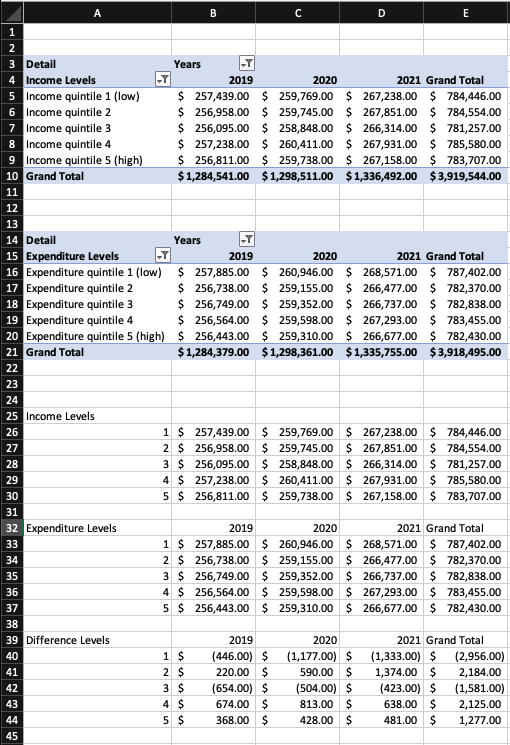 A B C D E
1
2
3 Detail Years
4 Income Levels 2019 2020 2021 Grand Total
5 Income quintile 1 (low) $ 257,439.00 $ 259,769.00 $ 267,238.00 $ 784,446.00
6 Income quintile 2 $ 256,958.00 $ 259,745.00 $ 267,851.00 $ 784,554.00
7 Income quintile 3 $ 256,095.00 $ 258,848.00 $ 266,314.00 $ 781,257.00
8 Income quintile 4 $ 257,238.00 $ 260,411.00 $ 267,931.00 $ 785,580.00
9 Income quintile 5 (high) $ 256,811.00 $ 259,738.00 $ 267,158.00 $ 783,707.00
10 Grand Total $1,284,541.00 $1,298,511.00 $1,336,492.00 $3,919,544.00
11
12
13
14 Detail Years
15 Expenditure Levels 2019 2020 2021 Grand Total
16 Expenditure quintile 1 (low) $ 257,885.00 $ 260,946.00 $ 268,571.00 $ 787,402.00
17 Expenditure quintile 2 $ 256,738.00 $ 259,155.00 $ 266,477.00 $ 782,370.00
18 Expenditure quintile 3 $ 256,749.00 $ 259,352.00 $ 266,737.00 $ 782,838.00
19 Expenditure quintile 4 $ 256,564.00 $ 259,598.00 $ 267,293.00 $ 783,455.00
20 Expenditure quintile 5 (high) $ 256,443.00 $ 259,310.00 $ 266,677.00 $ 782,430.00
21 Grand Total $1,284,379.00 $1,298,361.00 $1,335,755.00 $3,918,495.00
22
23
24
25 Income Levels
26 1 $ 257,439.00 $ 259,769.00 $ 267,238.00 $ 784,446.00
27 2 $ 256,958.00 $ 259,745.00 $ 267,851.00 $ 784,554.00
28 3 $ 256,095.00 $ 258,848.00 $ 266,314.00 $ 781,257.00
29 4 $ 257,238.00 $ 260,411.00 $ 267,931.00 $ 785,580.00
30 5 $ 256,811.00 $ 259,738.00 $ 267,158.00 $ 783,707.00
31
32 Expenditure Levels 2019 2020 2021 Grand Total
33 1 $ 257,885.00 $ 260,946.00 $ 268,571.00 $ 787,402.00
34 2 $ 256,738.00 $ 259,155.00 $ 266,477.00 $ 782,370.00
35 3 $ 256,749.00 $ 259,352.00 $ 266,737.00 $ 782,838.00
36 4 $ 256,564.00 $ 259,598.00 $ 267,293.00 $ 783,455.00
37 5 $ 256,443.00 $ 259,310.00 $ 266,677.00 $ 782,430.00
38
39 Difference Levels 2019 2020 2021 Grand Total
40 1 $ (446.00) $ (1,177.00) $ (1,333.00) $ (2,956.00)
41 2 $ 220.00 $ 590.00 $ 1,374.00 $ 2,184.00
42 3 $ (654.00) $ (504.00) $ (423.00) $ (1,581.00)
43 4 $ 674.00 $ 813.00 $ 638.00 $ 2,125.00
44 5 $ 368.00 $ 428.00 $ 481.00 $ 1,277.00
45